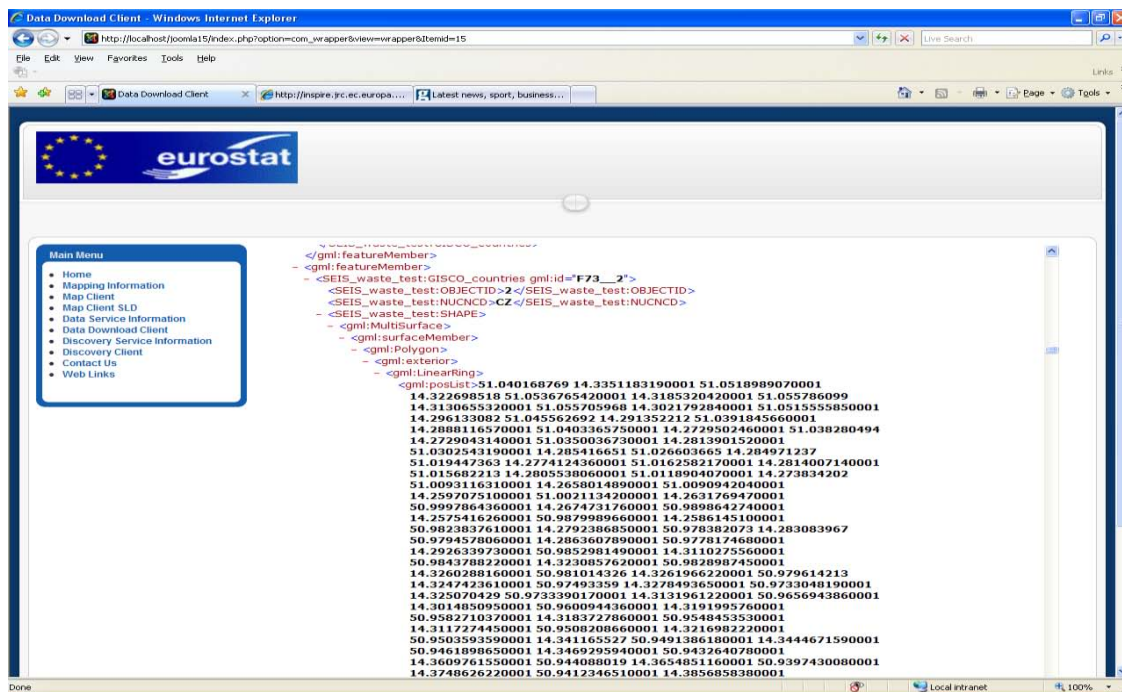 Data Download Client - Windows Internet Explorer
http://localhost/joomla15/index.php?option=com_wrapper&view=wrapper&Itemid=15
Live Search
File Edit View Favorites Tools Help
Links
Data Download Client
http://inspire.jrc.ec.europa....
Latest news, sport, business...
Page
Tools
eurostat
Main Menu
Home
Mapping Information
Map Client
Map Client SLD
Data Service Information
Data Download Client
Discovery Service Information
Discovery Client
Contact Us
Web Links
</SEIS_waste_test:GISCO_countries>
</gml:featureMember>
- <gml:featureMember>
- <SEIS_waste_test:GISCO_countries gml:id="F73__2">
<SEIS_waste_test:OBJECTID>2</SEIS_waste_test:OBJECTID>
<SEIS_waste_test:NUCNCD>CZ</SEIS_waste_test:NUCNCD>
- <SEIS_waste_test:SHAPE>
- <gml:MultiSurface>
- <gml:surfaceMember>
- <gml:Polygon>
- <gml:exterior>
- <gml:LinearRing>
<gml:posList>51.040168769 14.3351183190001 51.0518989070001
14.322698518 51.0536765420001 14.3185320420001 51.055786099
14.3130655320001 51.055705968 14.3021792840001 51.0515555850001
14.296133082 51.045562692 14.291352212 51.0391845660001
14.2888116570001 51.0403365750001 14.2729502460001 51.038280494
14.2729043140001 51.0350036730001 14.2813901520001
51.0302543190001 14.285416651 51.026603665 14.284971237
51.019447363 14.2774124360001 51.0162582170001 14.2814007140001
51.015682213 14.2805538060001 51.0118904070001 14.273834202
51.0093116310001 14.2658014890001 51.0090942040001
14.2597075100001 51.0021134200001 14.2631769470001
50.9997864360001 14.2674731760001 50.9898642740001
14.2575416260001 50.9879989660001 14.2586145100001
50.9823837610001 14.2792386850001 50.978382073 14.283083967
50.9794578060001 14.2863607890001 50.9778174680001
14.2926339730001 50.9852981490001 14.3110275560001
50.9843788220001 14.3230857620001 50.9828987450001
14.3260288160001 50.981014326 14.3261966220001 50.979614213
14.3247423610001 50.97493359 14.3278493650001 50.9733048190001
14.325070429 50.9733390170001 14.3131961220001 50.9656943860001
14.3014850950001 50.9600944360001 14.3191995760001
50.9582710370001 14.3183727860001 50.9548453530001
14.3117274450001 50.9508208660001 14.3216982220001
50.9503593590001 14.341165527 50.9491386180001 14.3444671590001
50.9461898650001 14.3469295940001 50.9432640780001
14.3609761550001 50.944088019 14.3654851160001 50.9397430080001
14.3748626220001 50.9412346510001 14.3856858380001
Done
Local intranet
100%